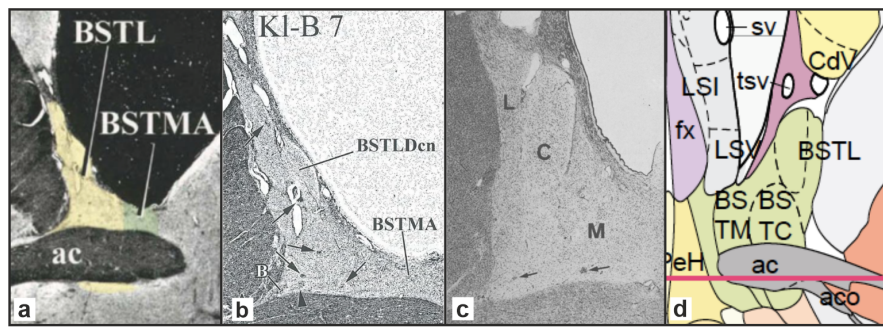 BSTL
BSTMA
ac
a
Kl-B 7
BSTLDcn
BSTMA
B
b
L
C
M
c
sv
CdV
tsv
LSI
fx
LSV
BSTL
BS BS
TM TC
PeH
ac
aco
d